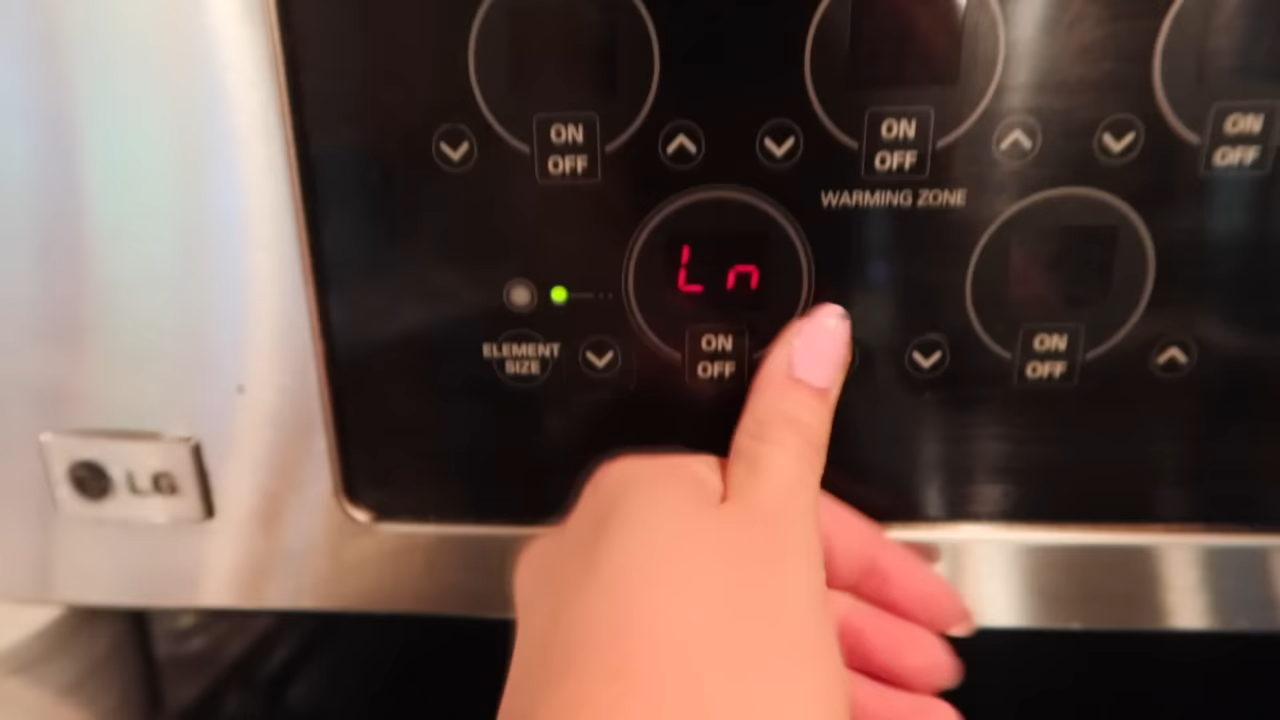 ON
OFF
ON
OFF
ON
OFF
WARMING ZONE
Ln
ELEMENT
SIZE
ON
OFF
ON
OFF
LG